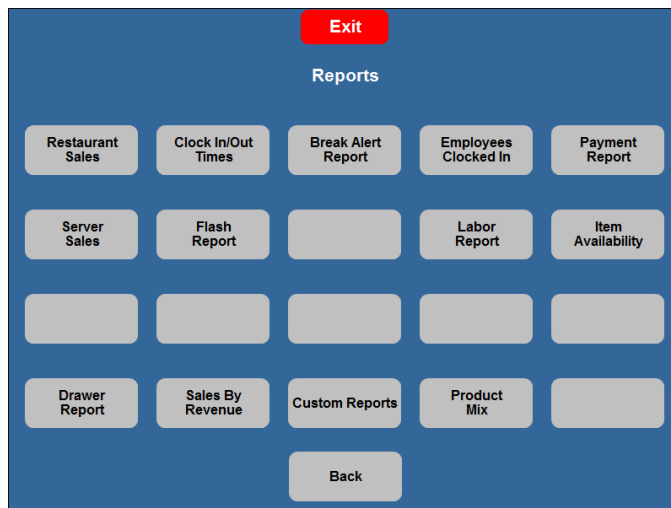 Exit
Reports
Restaurant
Sales
Clock In/Out
Times
Break Alert
Report
Employees
Clocked In
Payment
Report
Server
Sales
Flash
Report
Labor
Report
Item
Availability
Drawer
Report
Sales By
Revenue
Custom Reports
Product
Mix
Back